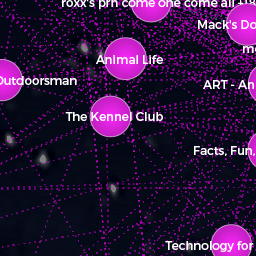 roxx's prn come one come all
Mack's Do
me
Animal Life
Outdoorsman
ART - An
The Kennel Club
Facts, Fun,
Technology for